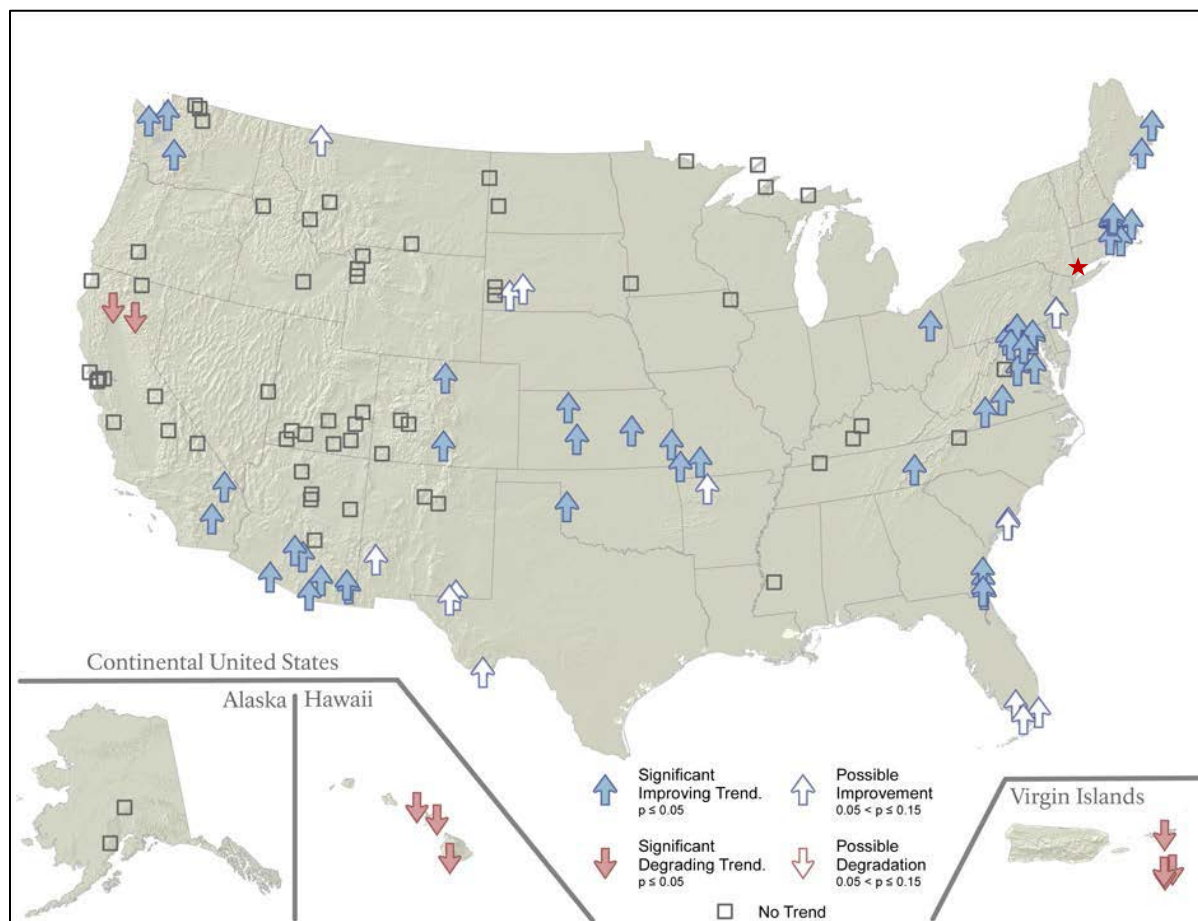 Continental United States
Alaska
Hawaii
Significant
Improving Trend.
p ≤ 0.05
Possible
Improvement
0.05 < p ≤ 0.15
Significant
Degrading Trend.
p ≤ 0.05
Possible
Degradation
0.05 < p ≤ 0.15
No Trend
Virgin Islands